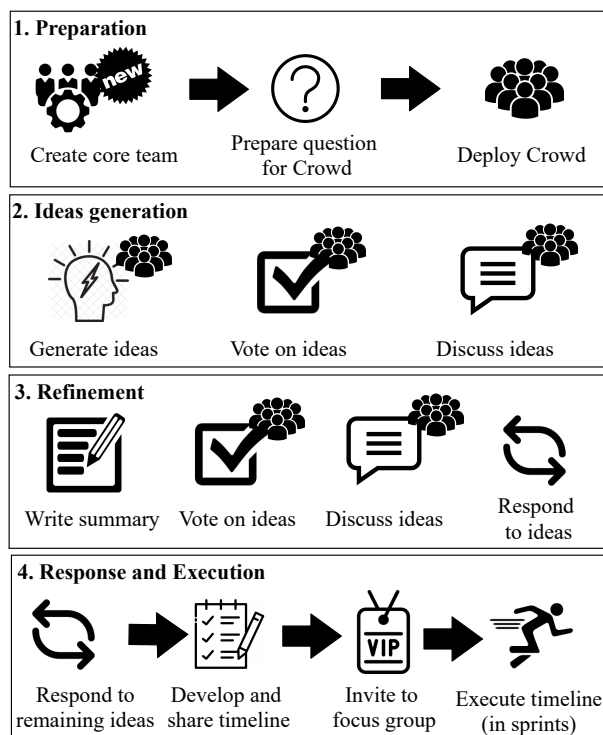 1. Preparation
new
Create core team
Prepare question
for Crowd
Deploy Crowd
2. Ideas generation
Generate ideas
Vote on ideas
Discuss ideas
3. Refinement
Write summary
Vote on ideas
Discuss ideas
Respond
to ideas
4. Response and Execution
VIP
Respond to
remaining ideas
Develop and
share timeline
Invite to
focus group
Execute timeline
(in sprints)